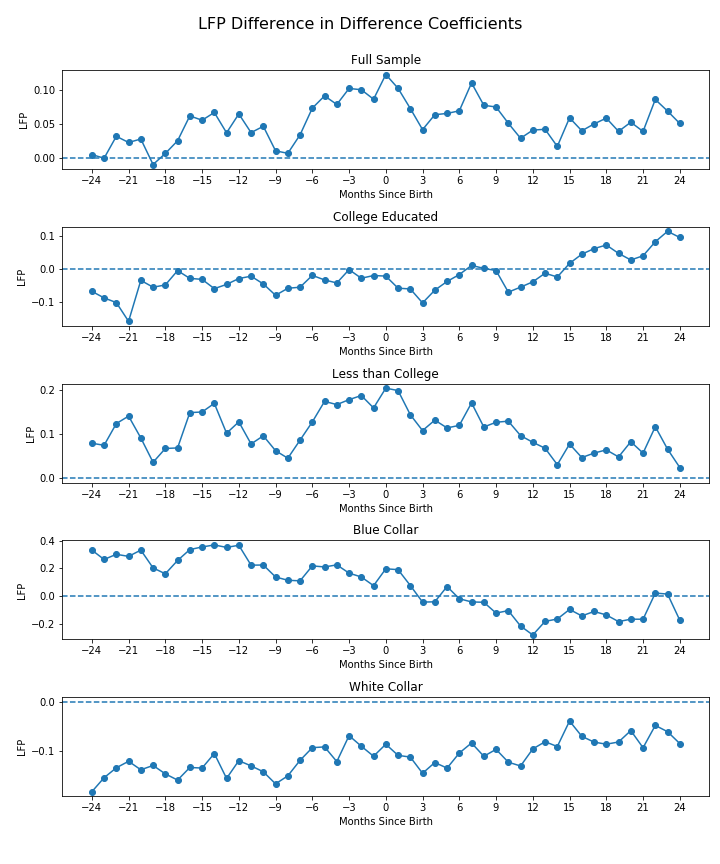 LFP Difference in Difference Coefficients
Full Sample
0.10
0.05
0.00
LFP
−24 −21 −18 −15 −12 −9 −6 −3 0 3 6 9 12 15 18 21 24
Months Since Birth
College Educated
0.1
0.0
−0.1
LFP
−24 −21 −18 −15 −12 −9 −6 −3 0 3 6 9 12 15 18 21 24
Months Since Birth
Less than College
0.2
0.1
0.0
LFP
−24 −21 −18 −15 −12 −9 −6 −3 0 3 6 9 12 15 18 21 24
Months Since Birth
Blue Collar
0.4
0.2
0.0
−0.2
LFP
−24 −21 −18 −15 −12 −9 −6 −3 0 3 6 9 12 15 18 21 24
Months Since Birth
White Collar
0.0
−0.1
LFP
−24 −21 −18 −15 −12 −9 −6 −3 0 3 6 9 12 15 18 21 24
Months Since Birth